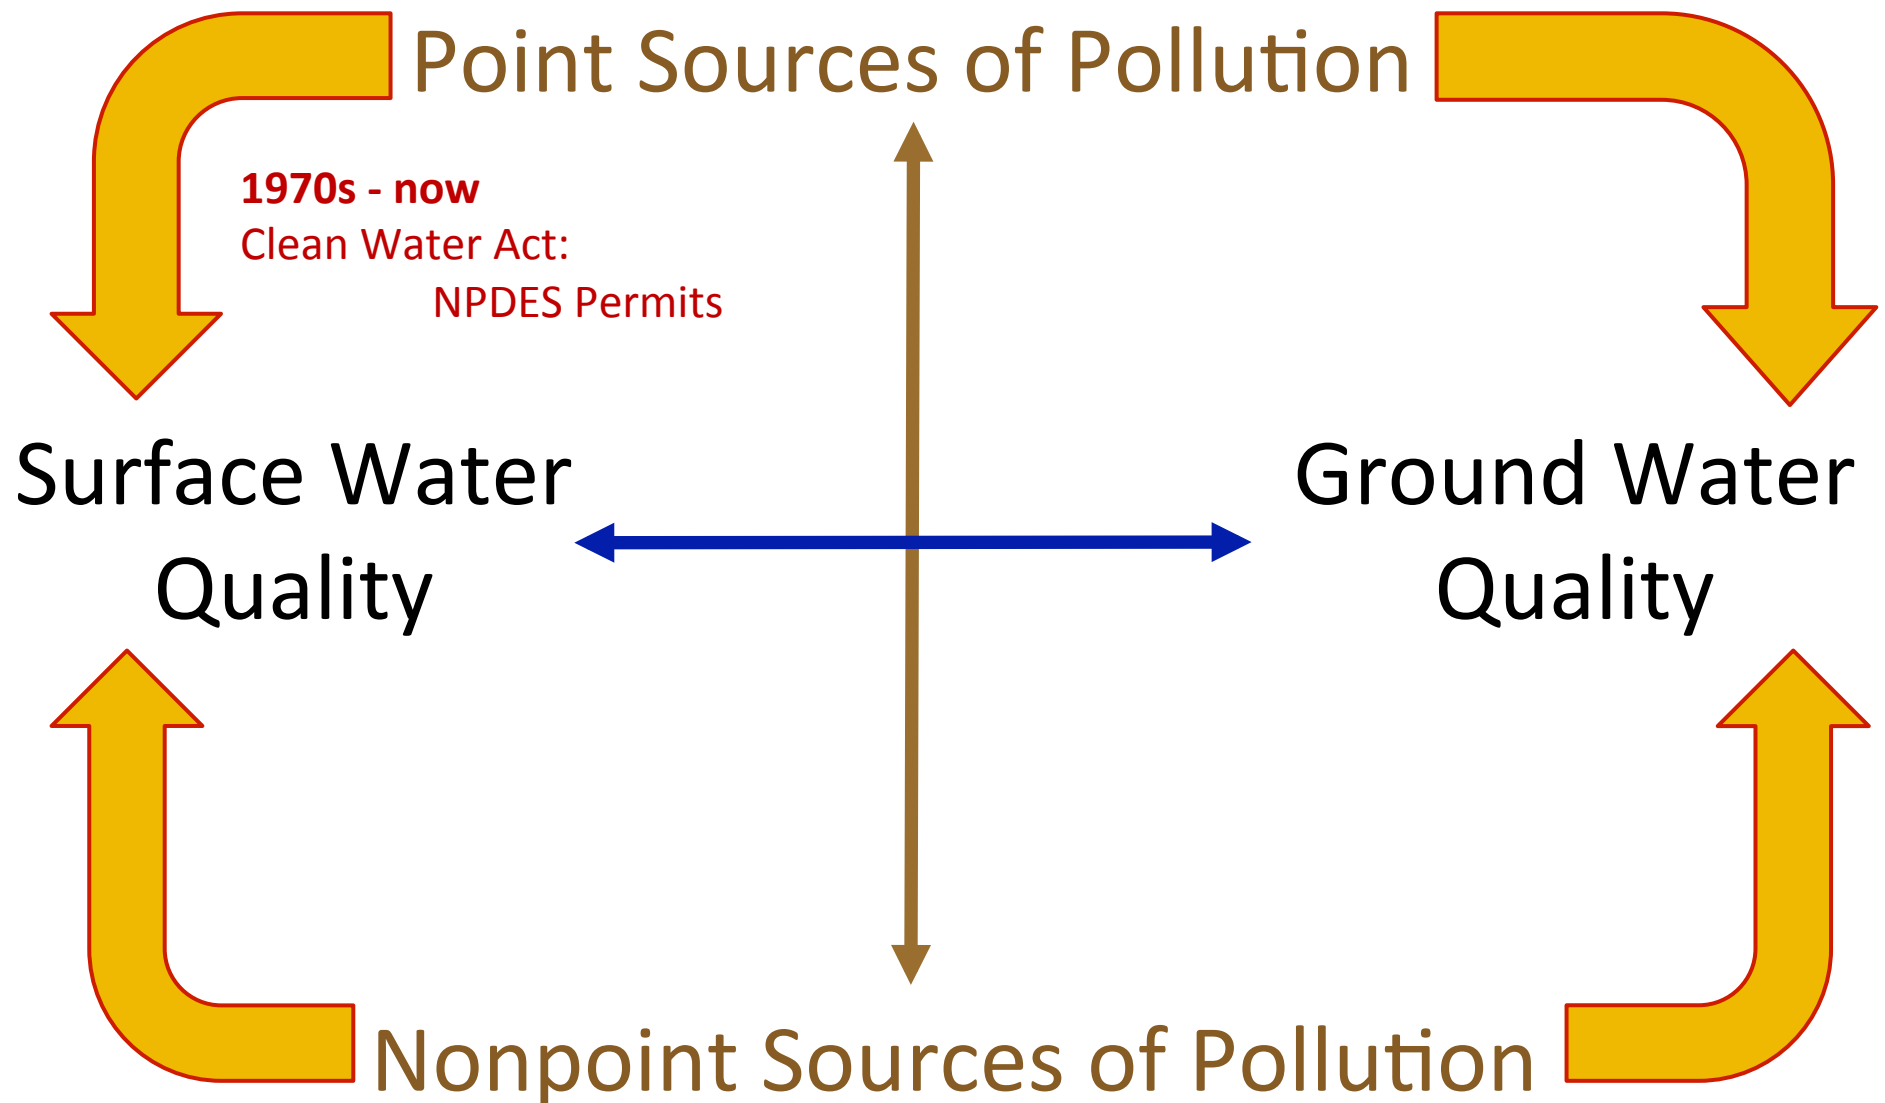 Point Sources of Pollution
1970s - now
Clean Water Act:
NPDES Permits
Surface Water
Quality
Ground Water
Quality
Nonpoint Sources of Pollution